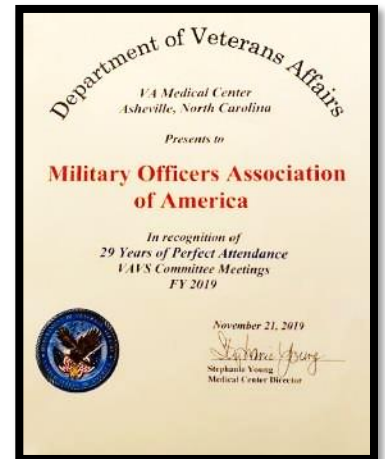 Department of Veterans Affairs
VA Medical Center
Asheville, North Carolina
Presents to
Military Officers Association
of America
In recognition of
29 Years of Perfect Attendance
VAVS Committee Meetings
FY 2019
November 21, 2019
Stephanie Young
Stephanie Young
Medical Center Director